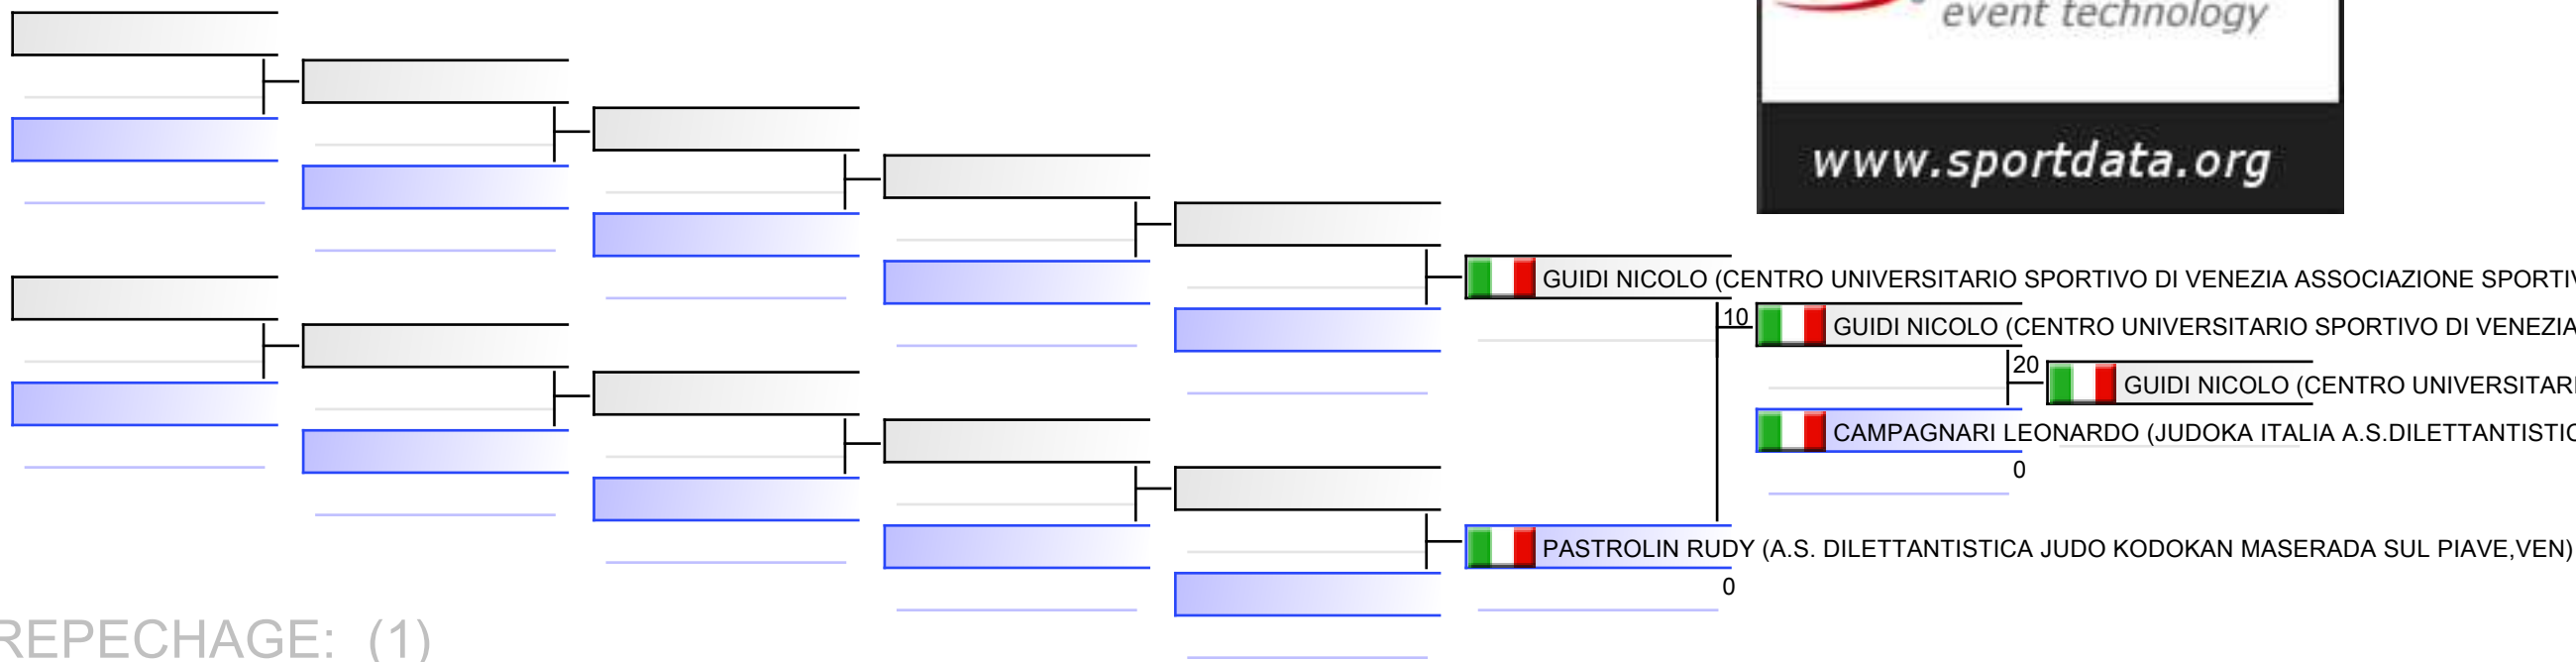 event technology
www.sportdata.org
GUIDI NICOLO (CENTRO UNIVERSITARIO SPORTIVO DI VENEZIA ASSOCIAZIONE SPORTIV
10
GUIDI NICOLO (CENTRO UNIVERSITARIO SPORTIVO DI VENEZIA
20
GUIDI NICOLO (CENTRO UNIVERSITARI
CAMPAGNARI LEONARDO (JUDOKA ITALIA A.S.DILETTANTISTIC
0
PASTROLIN RUDY (A.S. DILETTANTISTICA JUDO KODOKAN MASERADA SUL PIAVE,VEN)
0
REPECHAGE: (1)